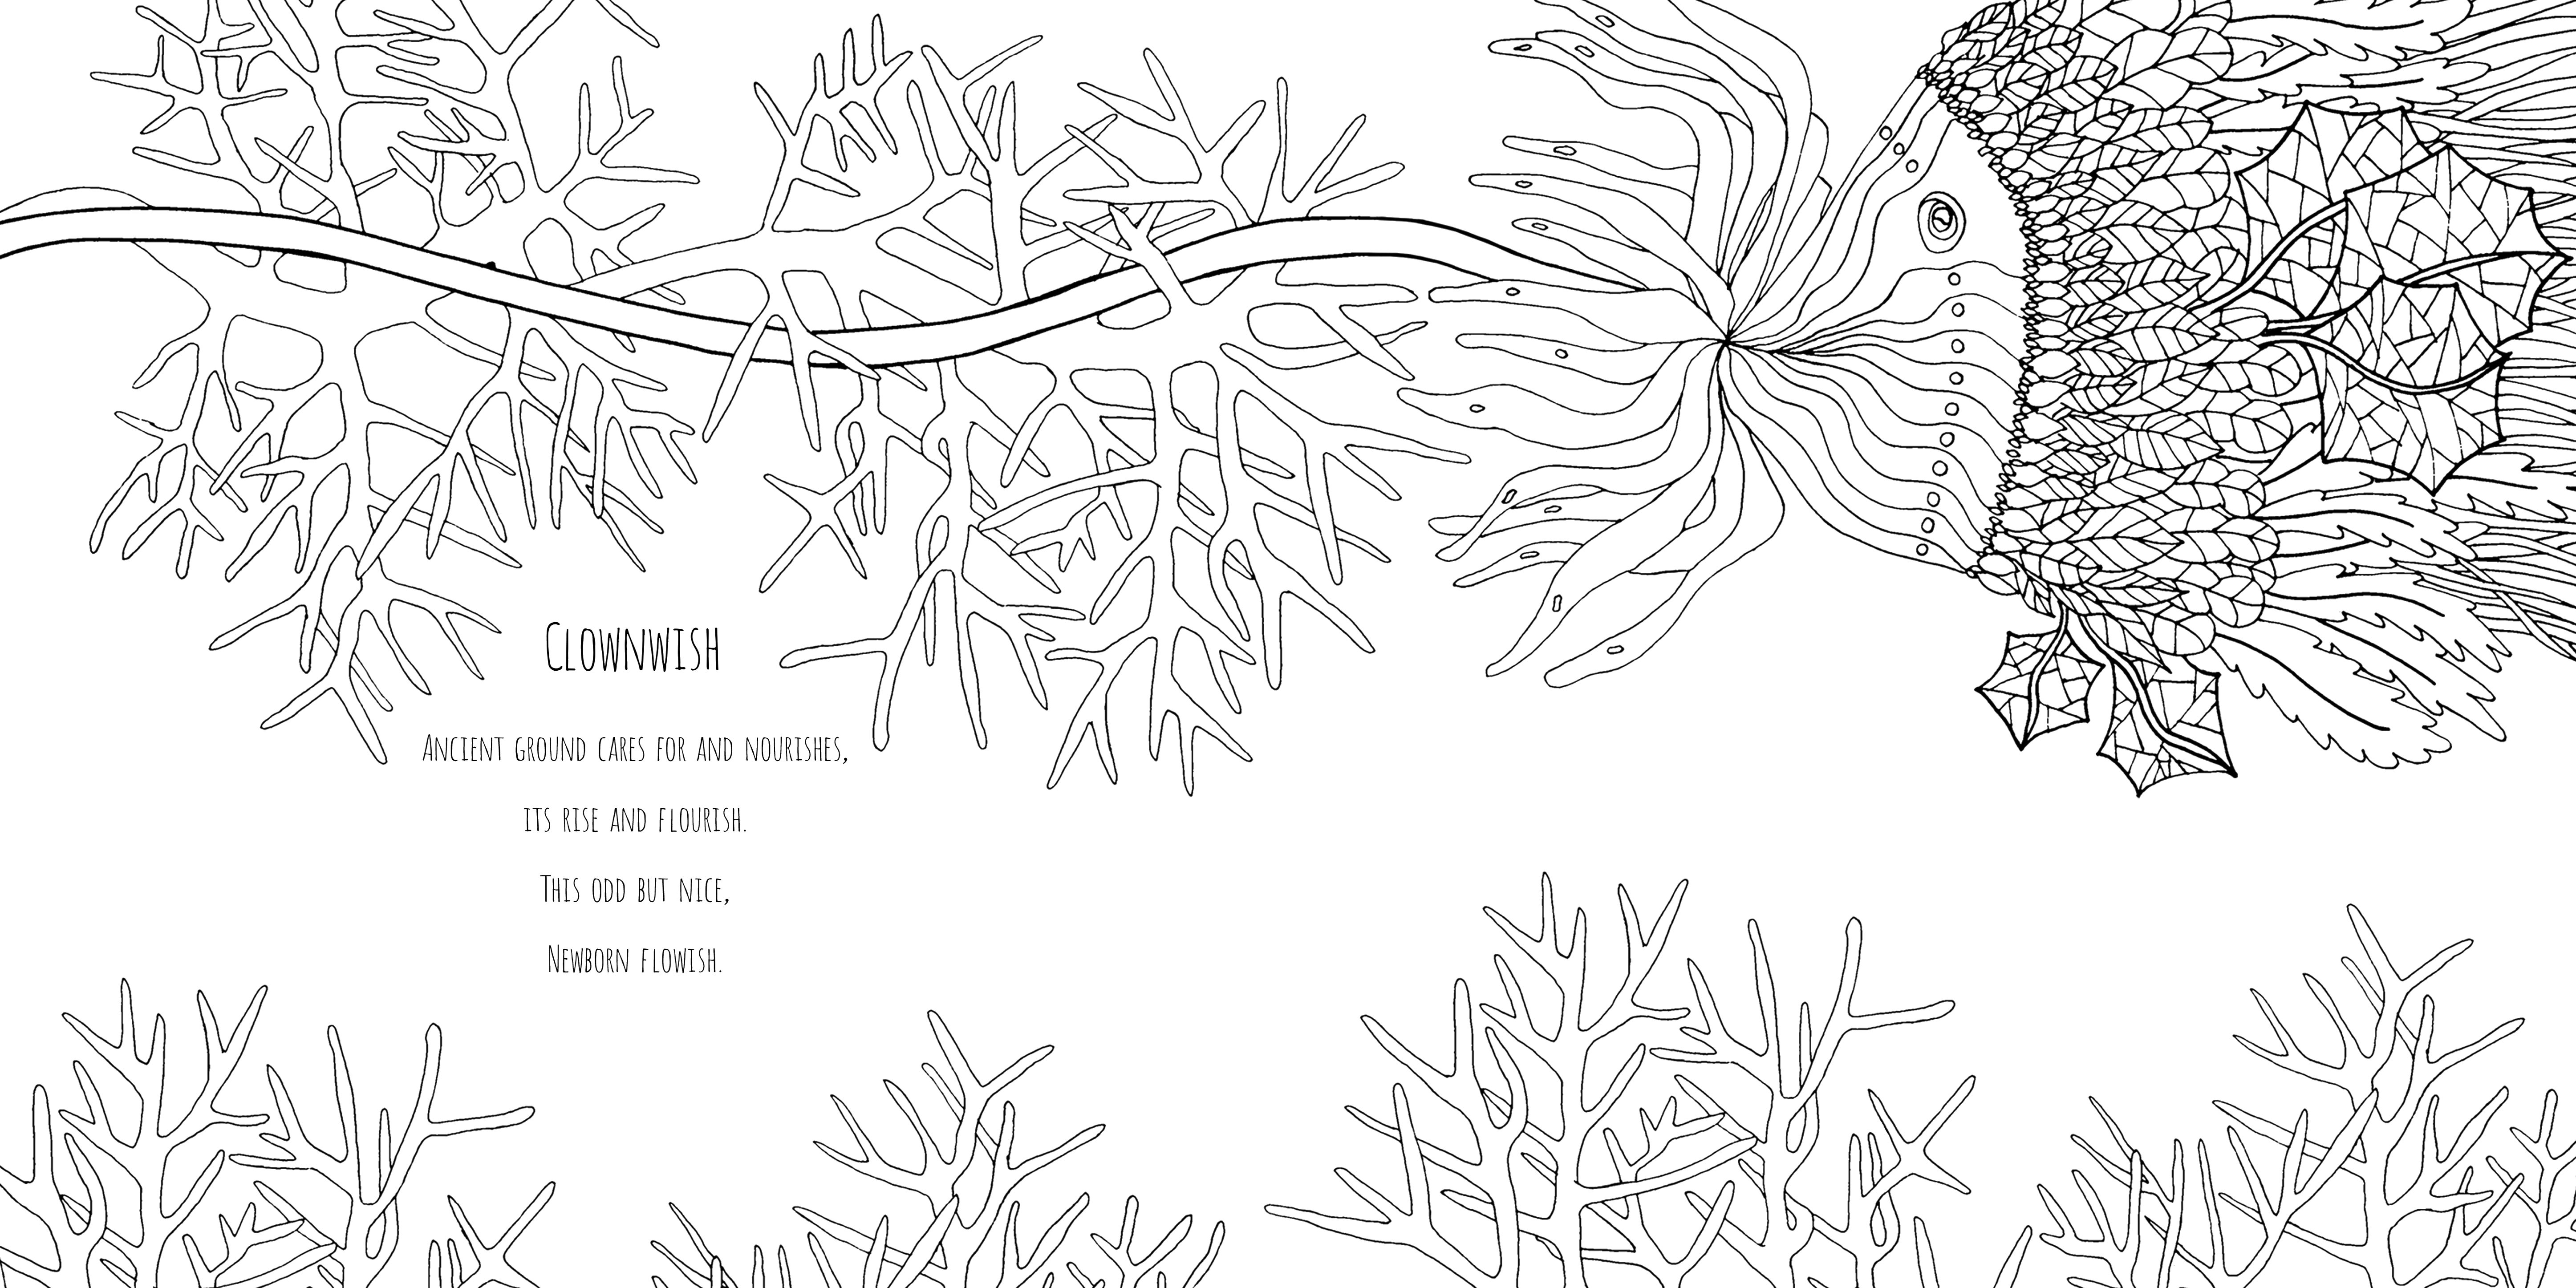 Clownwish
Ancient ground cares for and nourishes,
its rise and flourish.
This odd but nice,
Newborn flowish.